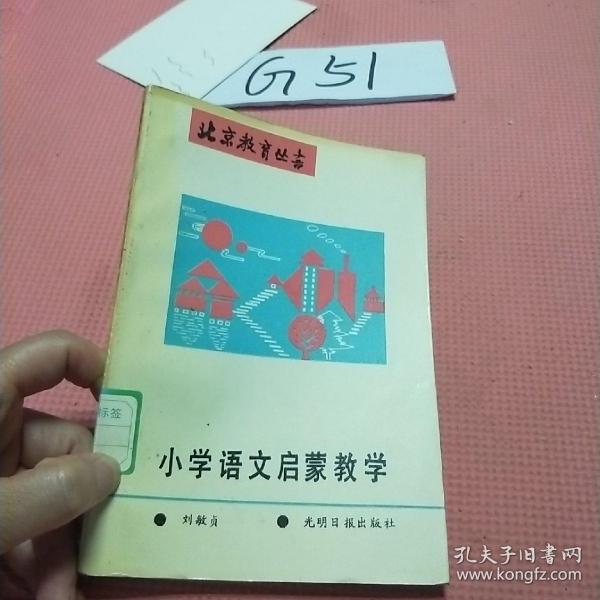 G51
北京教育丛书
标签
小学语文启蒙教学
● 刘敏贞 ● 光明日报出版社
孔夫子旧书网
www.kongfz.com